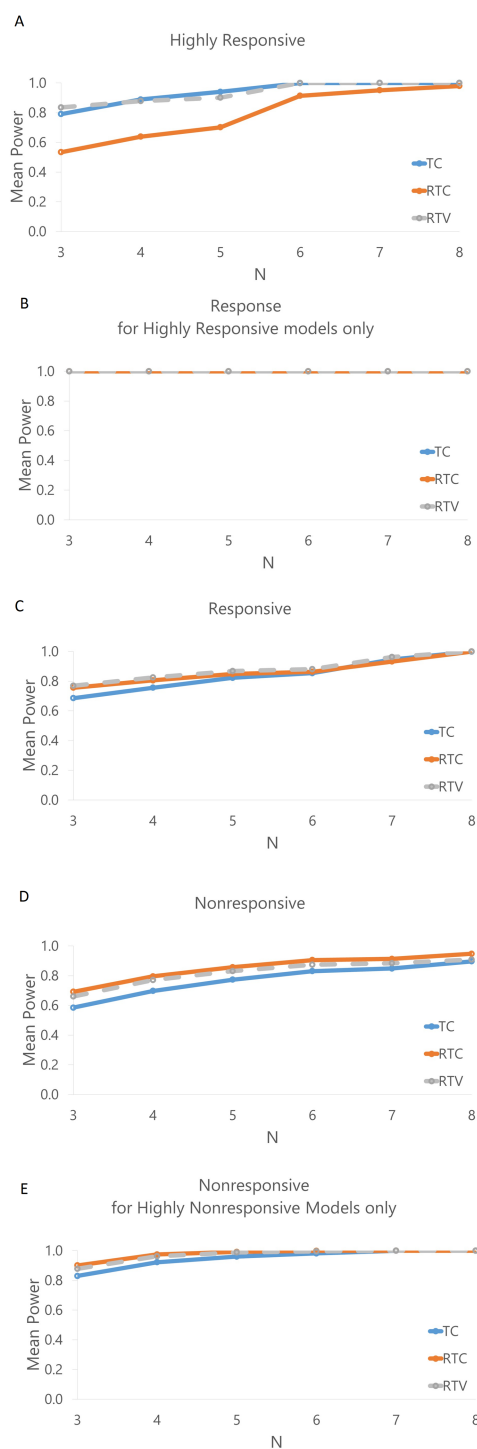 A
Highly Responsive
Mean Power
1.0
0.8
0.6
0.4
0.2
0.0
3 4 5 6 7 8
N
TC
RTC
RTV
B
Response
for Highly Responsive models only
Mean Power
1.0
0.8
0.6
0.4
0.2
0.0
3 4 5 6 7 8
N
TC
RTC
RTV
C
Responsive
Mean Power
1.0
0.8
0.6
0.4
0.2
0.0
3 4 5 6 7 8
N
TC
RTC
RTV
D
Nonresponsive
Mean Power
1.0
0.8
0.6
0.4
0.2
0.0
3 4 5 6 7 8
N
TC
RTC
RTV
E
Nonresponsive
for Highly Nonresponsive Models only
Mean Power
1.0
0.8
0.6
0.4
0.2
0.0
3 4 5 6 7 8
N
TC
RTC
RTV